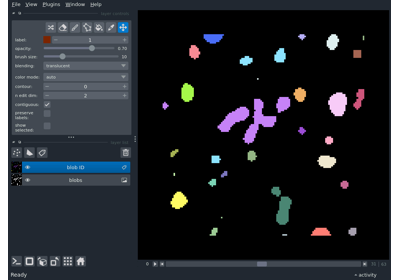 File View Plugins Window Help
label: 1
opacity: 0.70
brush size: 10
blending: translucent
color mode: auto
contour: 0
n edit dim: 2
contiguous:
preserve labels:
show selected:
blob ID
blobs
0
Ready
activity